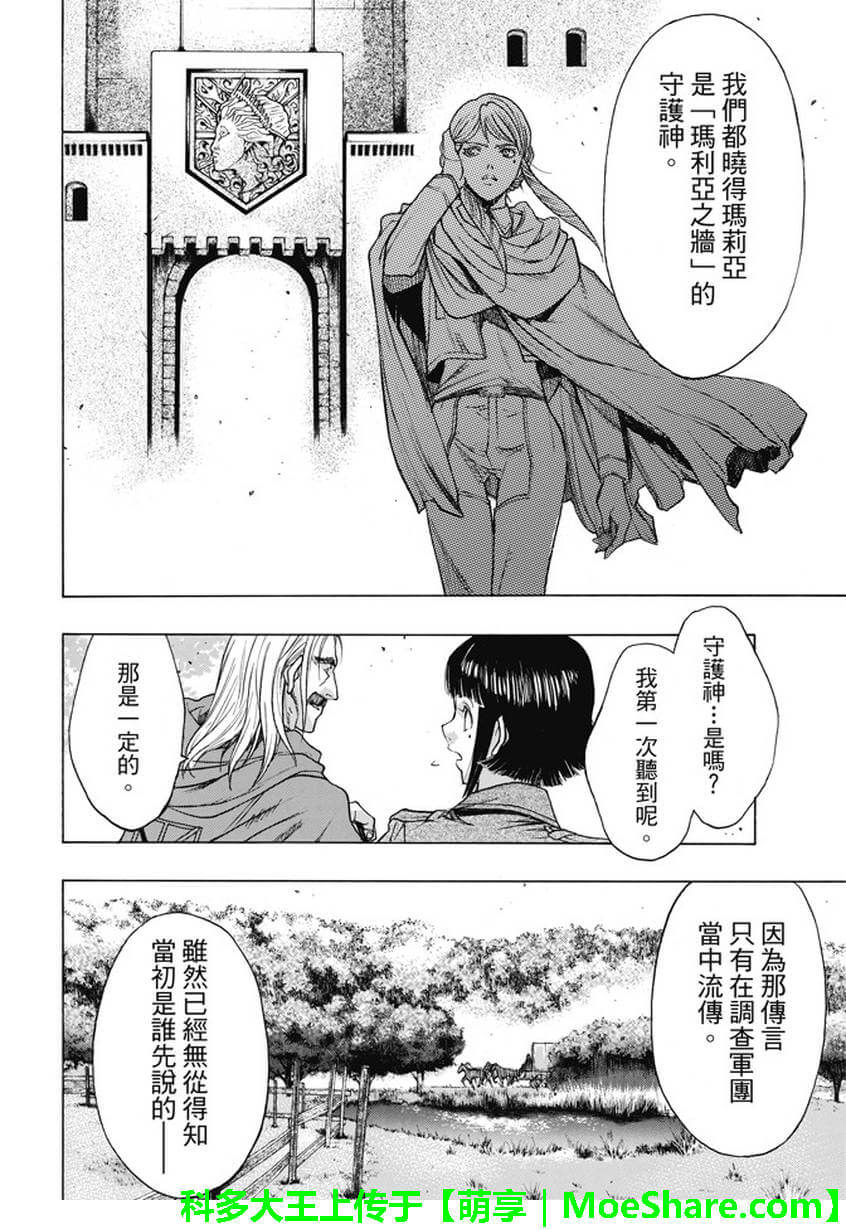 我們都曉得瑪莉亞
是「瑪利亞之牆」的
守護神。
守護神…是嗎?
我第一次聽到呢。
那是一定的。
因為那傳言
只有在調查軍團
當中流傳。
雖然已經無從得知
當初是誰先說的——
科多大王上传于【萌享｜MoeShare.com】